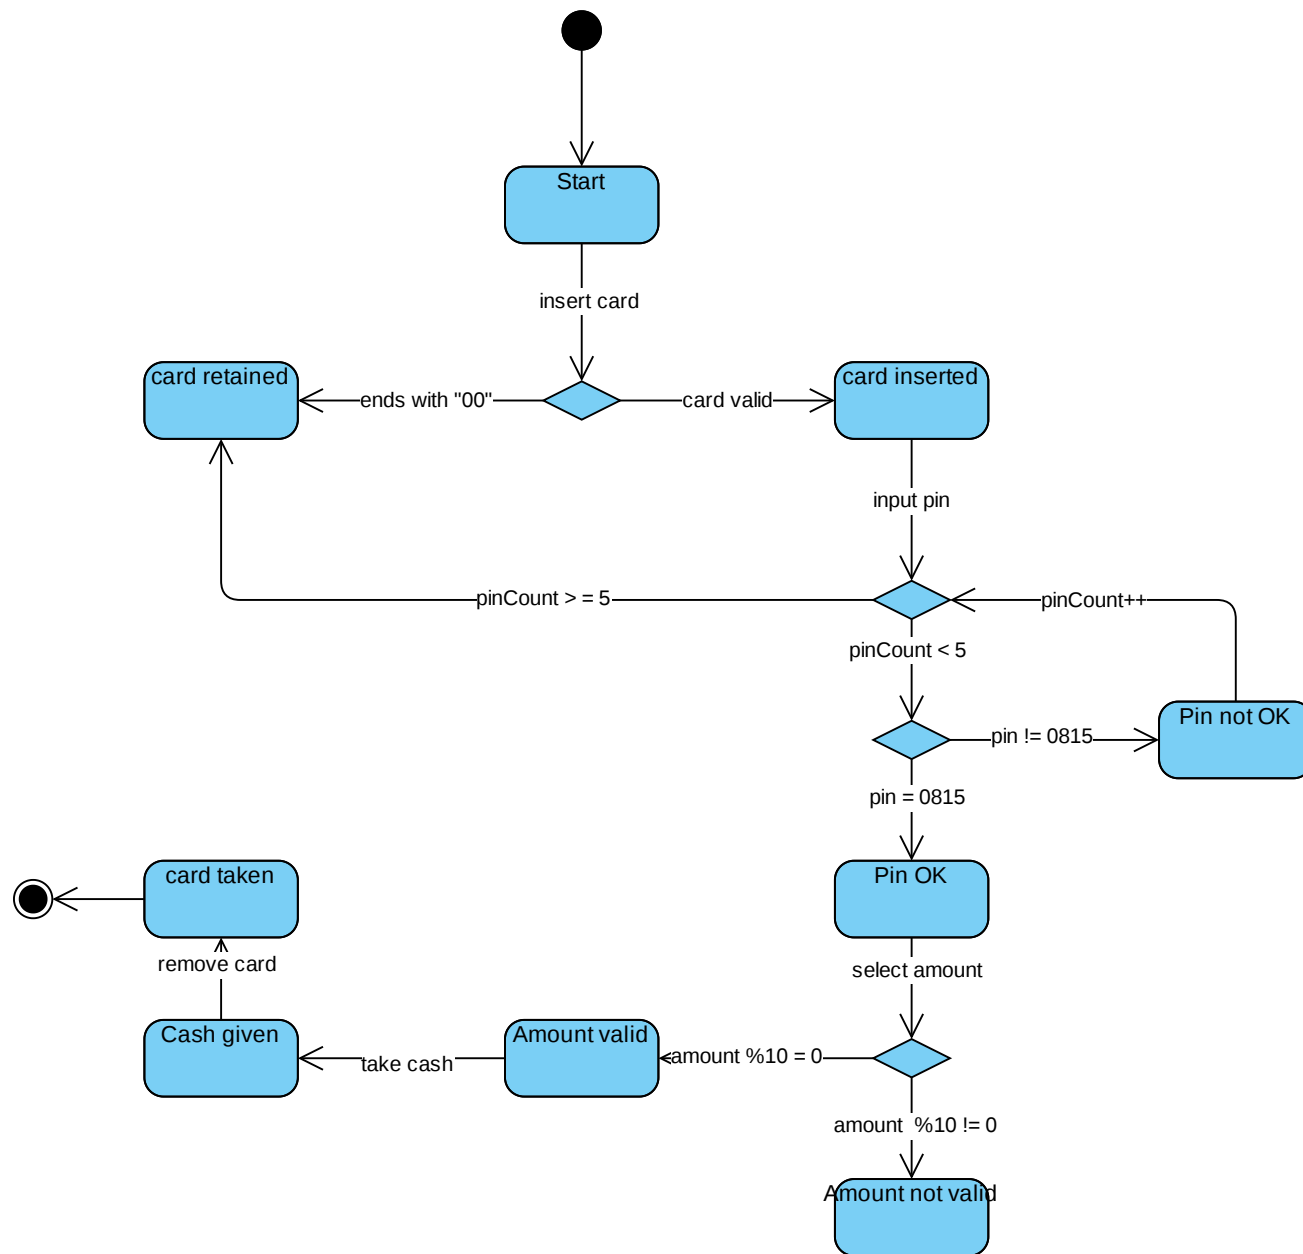 Start
insert card
card retained
ends with "00"
card valid
card inserted
input pin
pinCount > = 5
pinCount++
pinCount < 5
Pin not OK
pin != 0815
pin = 0815
card taken
Pin OK
remove card
select amount
Cash given
take cash
Amount valid
amount %10 = 0
amount  %10 != 0
Amount not valid